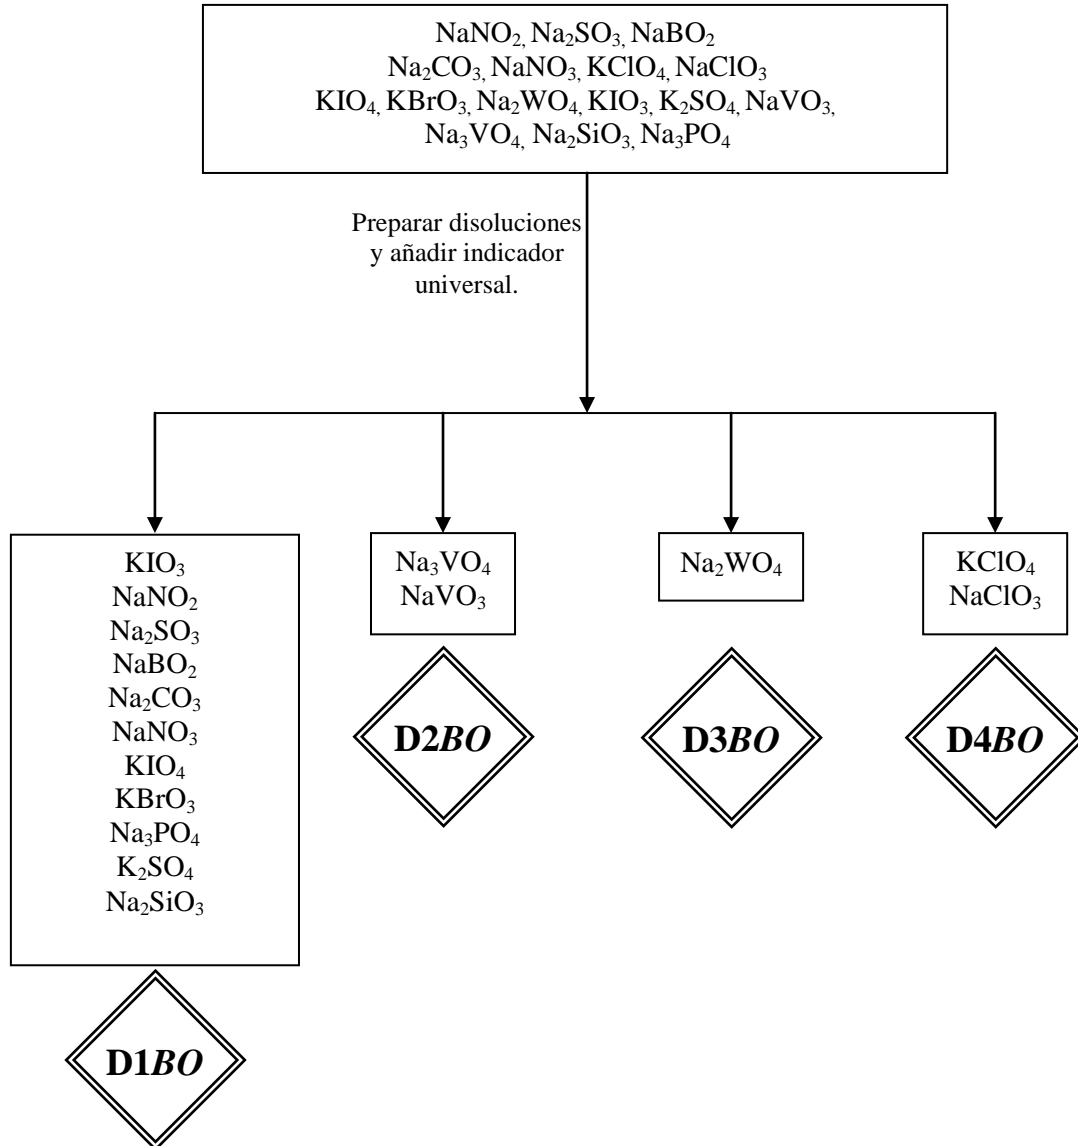 NaNO₂, Na₂SO₃, NaBO₂
Na₂CO₃, NaNO₃, KClO₄, NaClO₃
KIO₄, KBrO₃, Na₂WO₄, KIO₃, K₂SO₄, NaVO₃,
Na₃VO₄, Na₂SiO₃, Na₃PO₄
Preparar disoluciones
y añadir indicador
universal.
KIO₃
NaNO₂
Na₂SO₃
NaBO₂
Na₂CO₃
NaNO₃
KIO₄
KBrO₃
Na₃PO₄
K₂SO₄
Na₂SiO₃
D1BO
Na₃VO₄
NaVO₃
D2BO
Na₂WO₄
D3BO
KClO₄
NaClO₃
D4BO